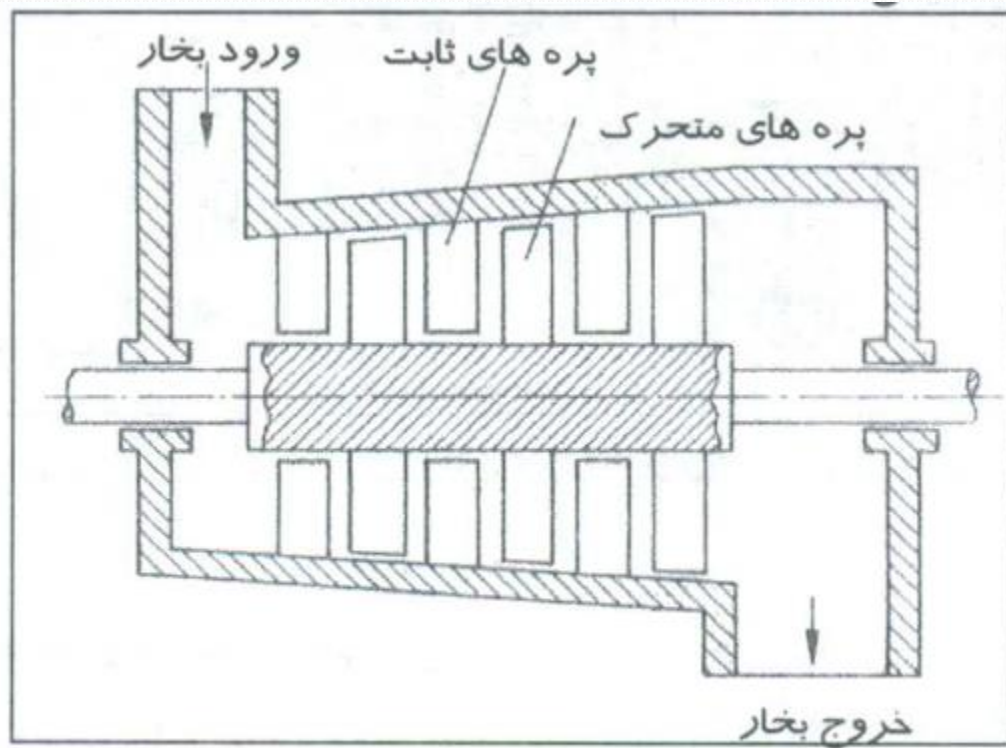 ورود بخار
پره های ثابت
پره های متحرک
خروج بخار